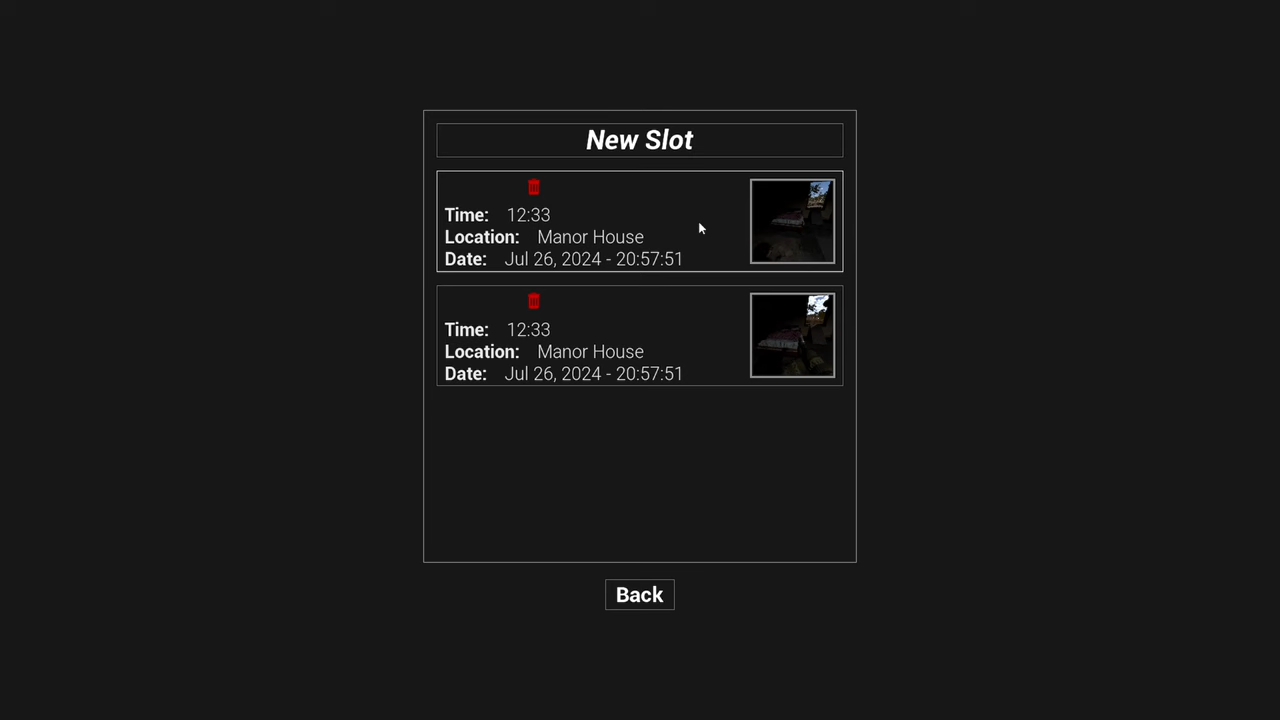 New Slot
Time: 12:33
Location: Manor House
Date: Jul 26, 2024 - 20:57:51
Time: 12:33
Location: Manor House
Date: Jul 26, 2024 - 20:57:51
Back